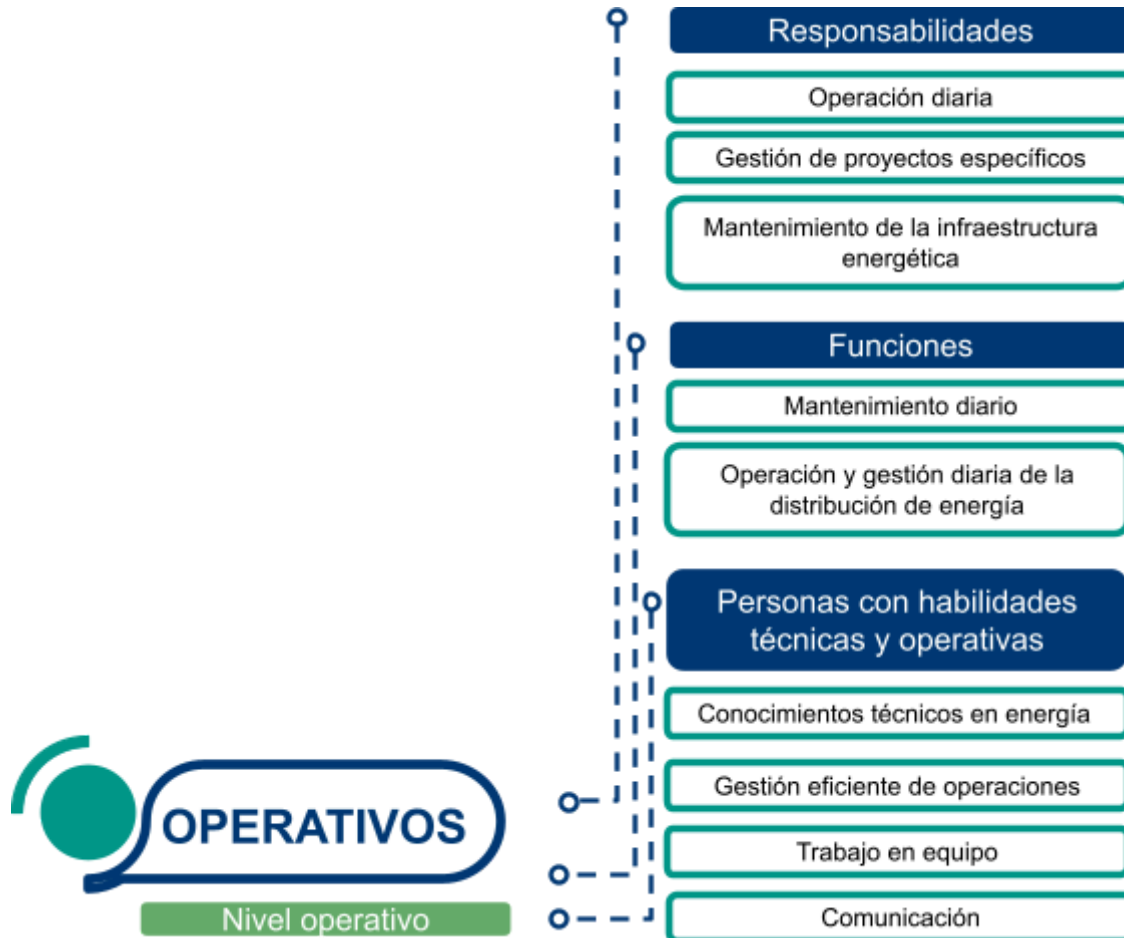 Responsabilidades
Operación diaria
Gestión de proyectos específicos
Mantenimiento de la infraestructura
energética
Funciones
Mantenimiento diario
Operación y gestión diaria de la
distribución de energía
Personas con habilidades
técnicas y operativas
Conocimientos técnicos en energía
Gestión eficiente de operaciones
Trabajo en equipo
Comunicación
OPERATIVOS
Nivel operativo